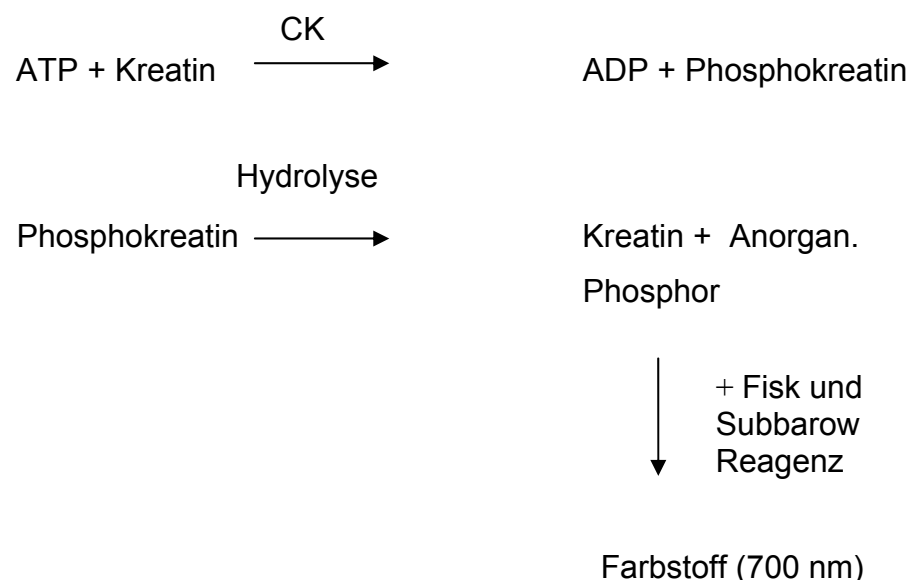 CK
ATP + Kreatin ADP + Phosphokreatin
Hydrolyse
Phosphokreatin Kreatin + Anorgan.
Phosphor
+ Fisk und
Subbarow
Reagenz
Farbstoff (700 nm)